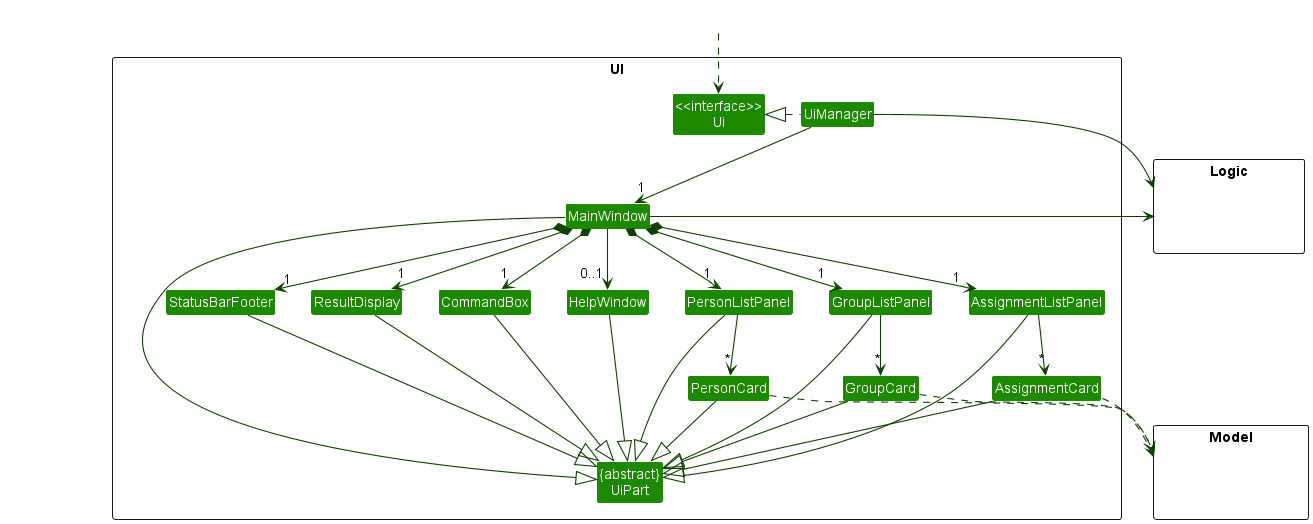 UI
<<interface>>
Ui
UiManager
Logic
1
MainWindow
1
1
1
0..1
1
1
1
StatusBarFooter
ResultDisplay
CommandBox
HelpWindow
PersonListPanel
GroupListPanel
AssignmentListPanel
*
*
*
PersonCard
GroupCard
AssignmentCard
Model
{abstract}
UiPart